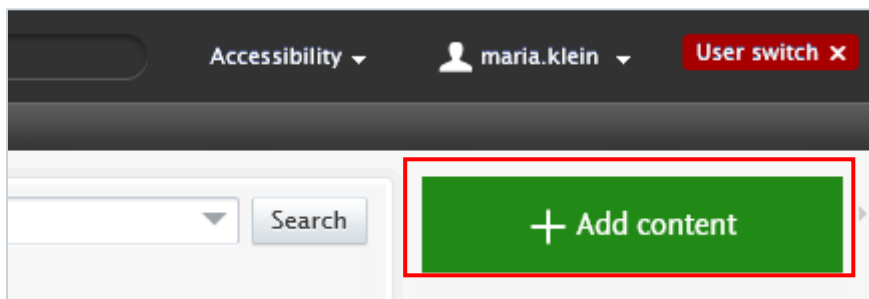 Accessibility
maria.klein
User switch ×
Search
+ Add content